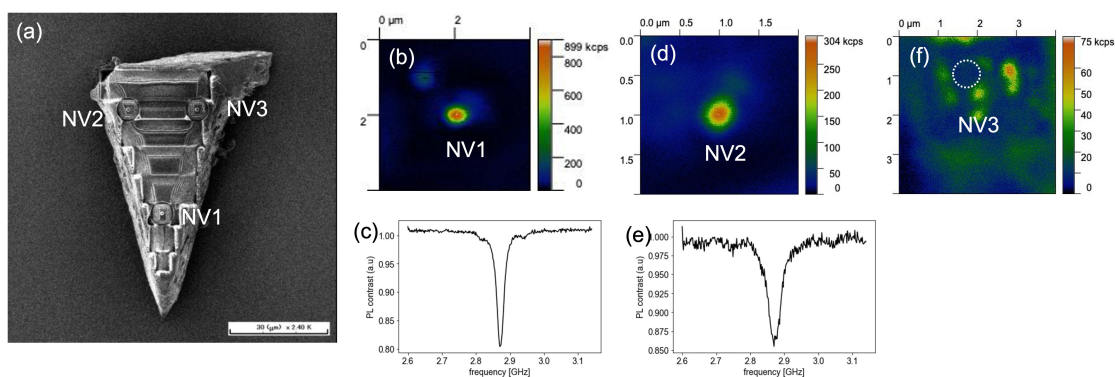 (a)
NV2
NV3
NV1
30 (μm) x 2.40 K
0 μm
2
0
2
(b)
NV1
899 kcps
800
600
400
200
0
0.0 μm
0.5
1.0
1.5
0.0
0.5
1.0
1.5
(d)
NV2
304 kcps
250
200
150
100
50
0
0 μm
1
2
3
0
1
2
3
(f)
NV3
75 kcps
60
50
40
30
20
10
0
(c)
PL contrast (a.u)
1.00
0.95
0.90
0.85
0.80
2.6
2.7
2.8
2.9
3.0
3.1
frequency [GHz]
(e)
PL contrast (a.u)
.000
0.975
0.950
0.925
0.900
0.875
0.850
2.6
2.7
2.8
2.9
3.0
3.1
frequency [GHz]